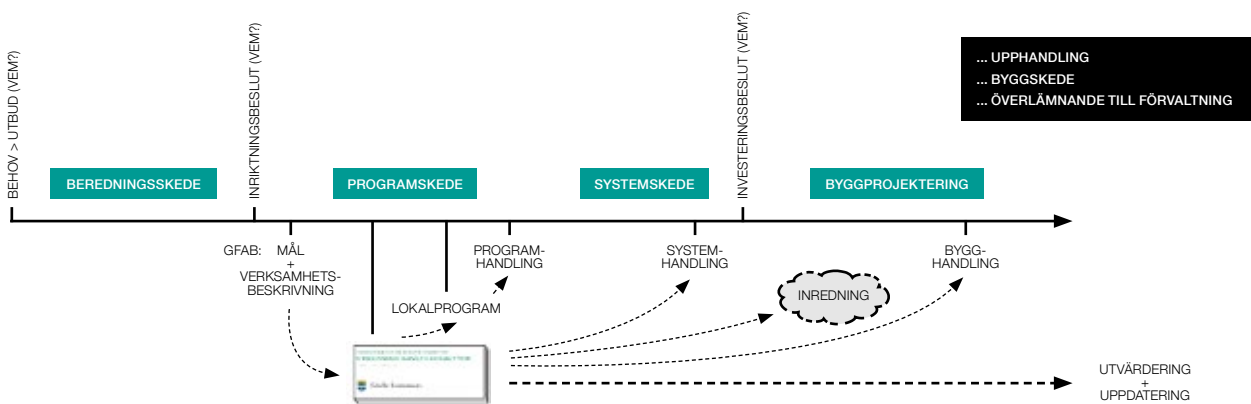 BEHOV > UTBUD (VEM?)
INRIKTNINGSBESLUT (VEM?)
INVESTERINGSBESLUT (VEM?)
... UPPHANDLING
... BYGGSKEDE
... ÖVERLÄMNANDE TILL FÖRVALTNING
BEREDNINGSSKEDE
PROGRAMSKEDE
SYSTEMSKEDE
BYGGPROJEKTERING
GFAB: MÅL
+
VERKSAMHETS-
BESKRIVNING
LOKALPROGRAM
PROGRAM-
HANDLING
SYSTEM-
HANDLING
INREDNING
BYGG-
HANDLING
UTVÄRDERING
+
UPPDATERING